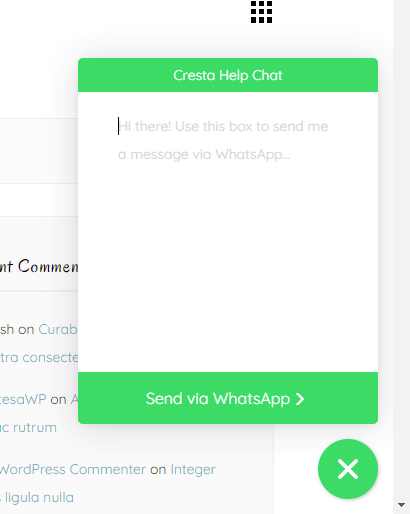 Cresta Help Chat
Hi there! Use this box to send me
a message via WhatsApp...
Send via WhatsApp
nt Commen
sh on Curab
tra consecte
esaWP on A
ac rutrum
WordPress Commenter on Integer
s ligula nulla